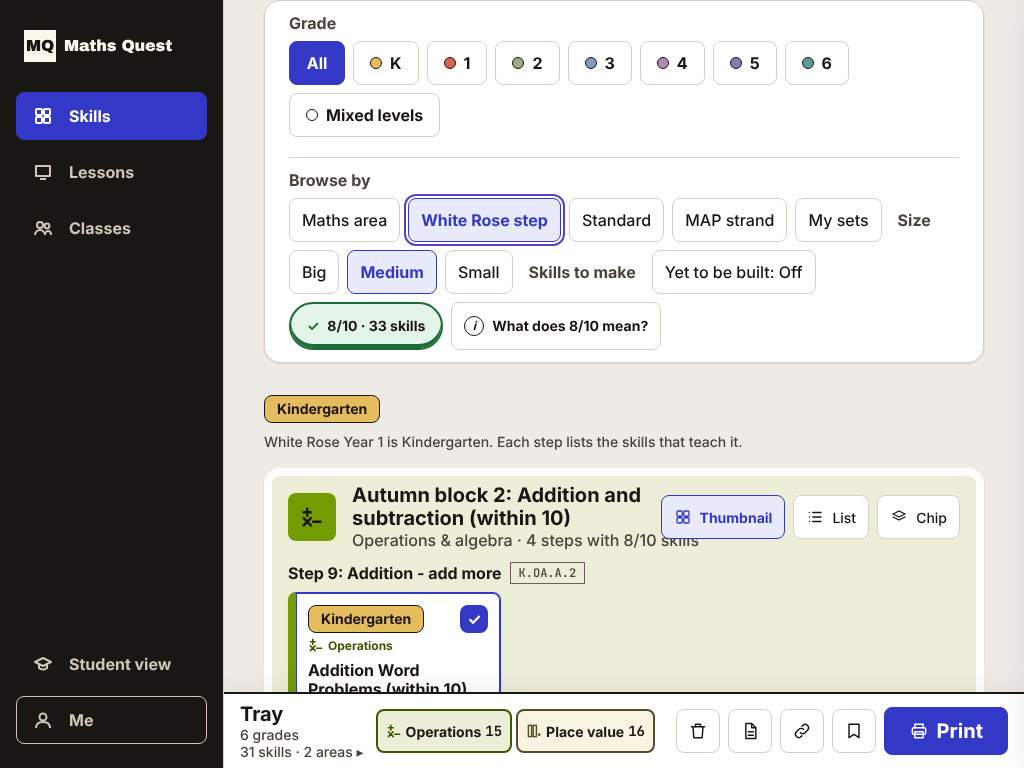 MQ Maths Quest
Skills
Lessons
Classes
Student view
Me
Grade
All K 1 2 3 4 5 6
Mixed levels
Browse by
Maths area White Rose step Standard MAP strand My sets Size
Big Medium Small Skills to make Yet to be built: Off
8/10 · 33 skills i What does 8/10 mean?
Kindergarten
White Rose Year 1 is Kindergarten. Each step lists the skills that teach it.
Autumn block 2: Addition and
subtraction (within 10)
Operations & algebra · 4 steps with 8/10 skills
Thumbnail List Chip
Step 9: Addition - add more K.OA.A.2
Kindergarten
Operations
Addition Word
Problems (within 10)
Tray
6 grades
31 skills · 2 areas ▸
Operations 15 Place value 16
Print